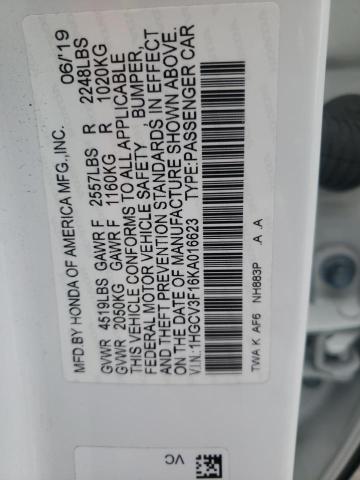 MFD.BY HONDA OF AMERICA MFG.,INC. 06/'19
GVWR 4519LBS GAWR F 2557LBS R 2248LBS
GVWR 2050KG GAWR F 1160KG R 1020KG
THIS VEHICLE CONFORMS TO ALL APPLICABLE
FEDERAL MOTOR VEHICLE SAFETY, BUMPER,
AND THEFT PREVENTION STANDARDS IN EFFECT
ON THE DATE OF MANUFACTURE SHOWN ABOVE.
V.I.N.:1HGCV3F16KA016623 TYPE:PASSENGER CAR
TWA K AF6 NH883P .A .A
VC